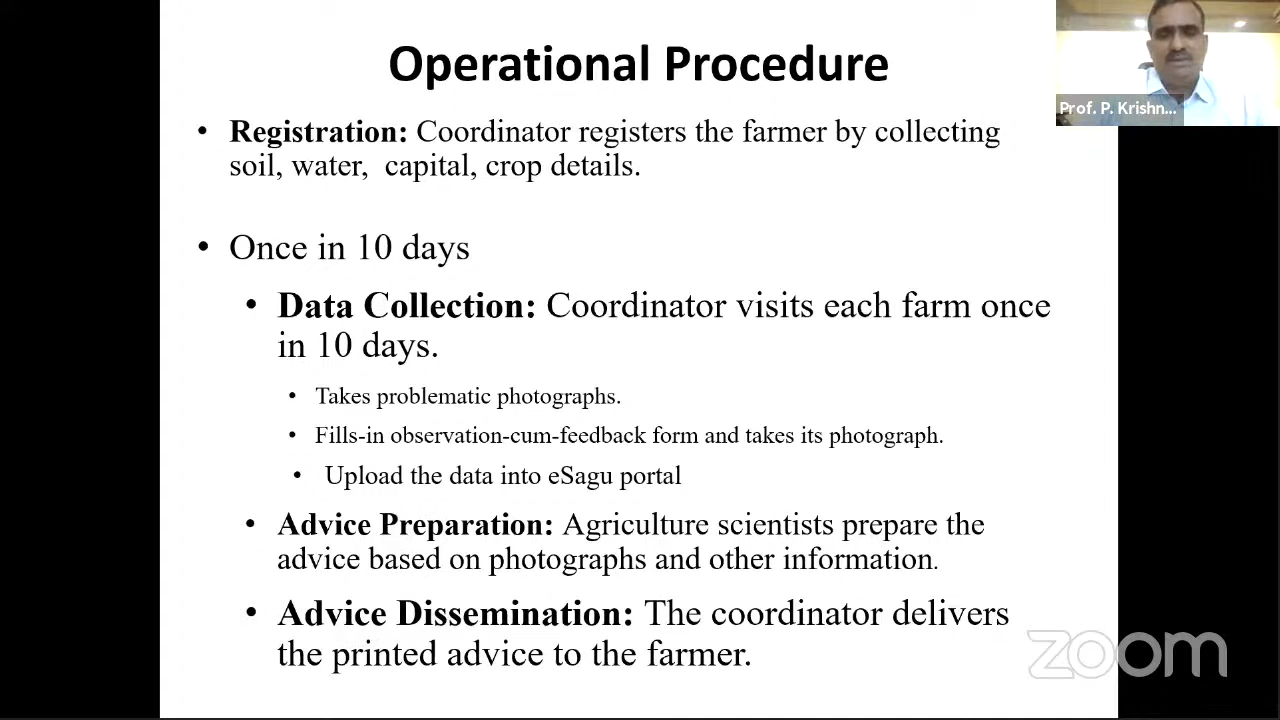 Operational Procedure
• Registration: Coordinator registers the farmer by collecting
soil, water, capital, crop details.
• Once in 10 days
• Data Collection: Coordinator visits each farm once
in 10 days.
• Takes problematic photographs.
• Fills-in observation-cum-feedback form and takes its photograph.
• Upload the data into eSagu portal
• Advice Preparation: Agriculture scientists prepare the
advice based on photographs and other information.
• Advice Dissemination: The coordinator delivers
the printed advice to the farmer.
Prof. P. Krishn...
zoom